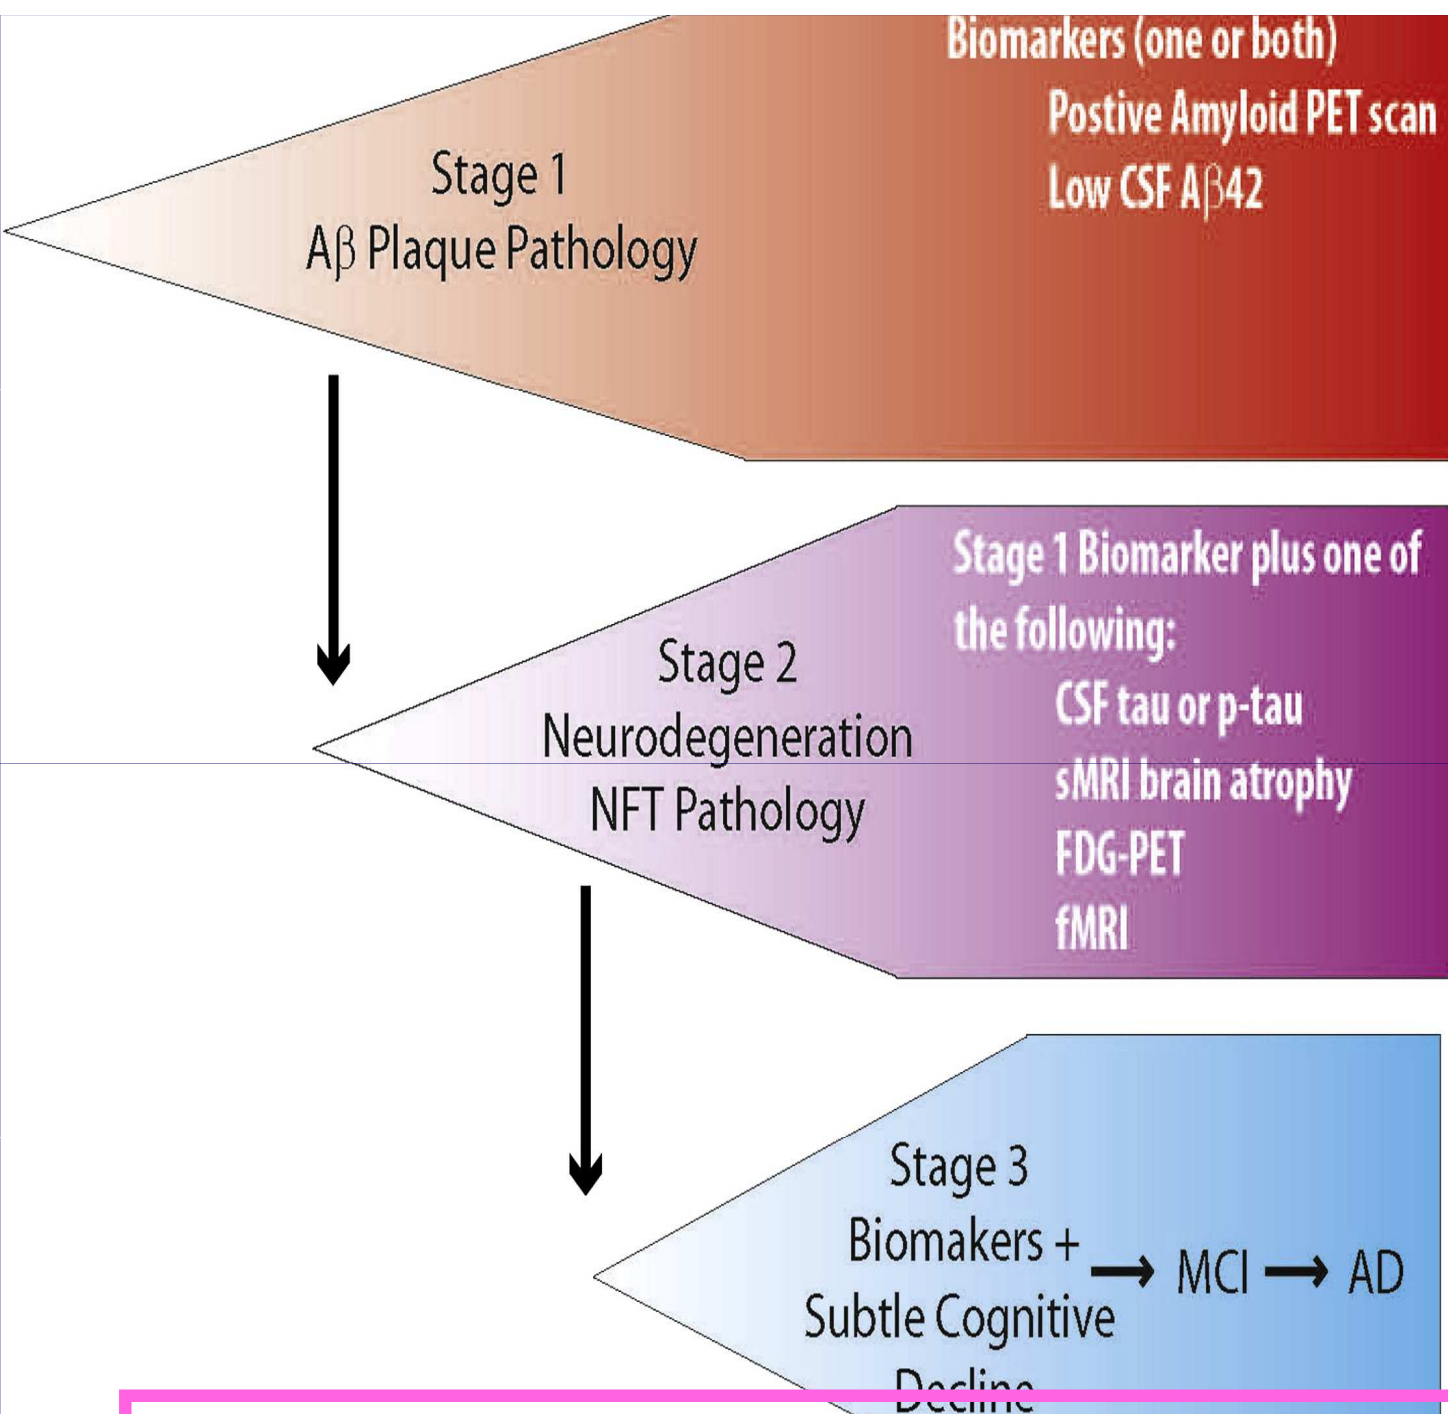 Biomarkers (one or both)
Postive Amyloid PET scan
Low CSF Aβ42
Stage 1
Aβ Plaque Pathology
Stage 1 Biomarker plus one of
the following:
CSF tau or p-tau
sMRI brain atrophy
FDG-PET
fMRI
Stage 2
Neurodegeneration
NFT Pathology
Stage 3
Biomakers +
Subtle Cognitive
Decline
→ MCI → AD